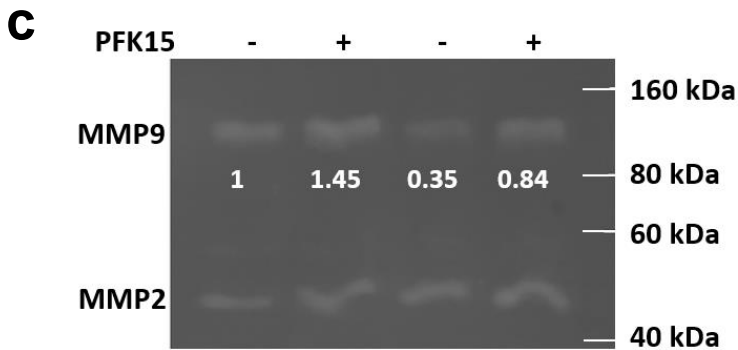 c
PFK15 - + - +
160 kDa
MMP9
1 1.45 0.35 0.84 80 kDa
60 kDa
MMP2
40 kDa